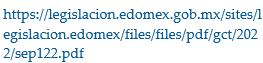 https://legislacion.edomex.gob.mx/sites/l
egislacion.edomex/files/files/pdf/gct/202
2/sep122.pdf